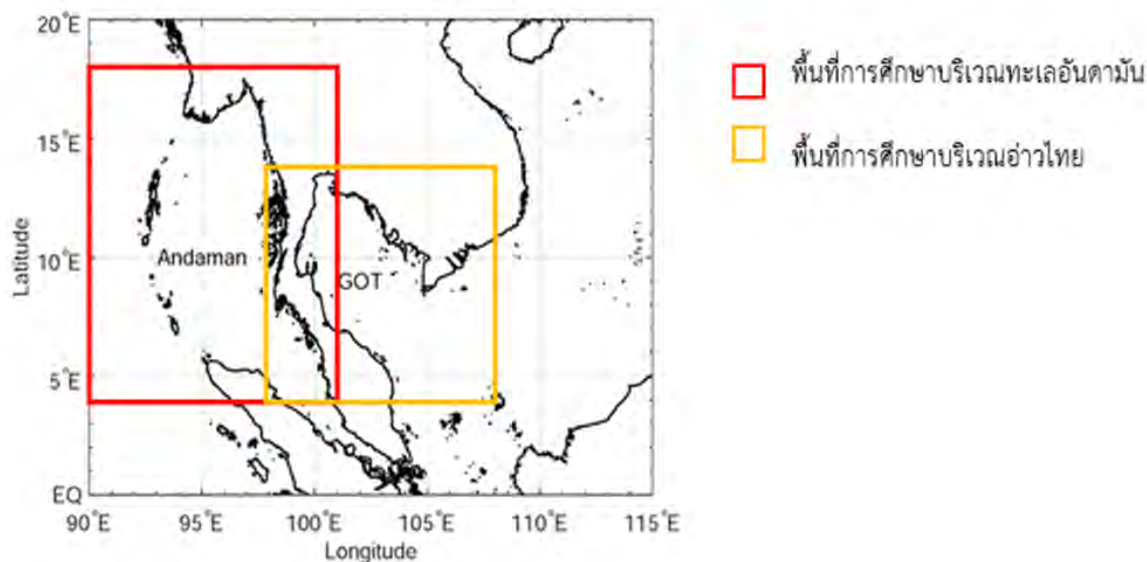 20°E
15°E
10°E
5°E
EQ
Latitude
Andaman
GOT
90°E 95°E 100°E 105°E 110°E 115°E
Longitude
พื้นที่การศึกษาบริเวณทะเลอันดามัน
พื้นที่การศึกษาบริเวณอ่าวไทย